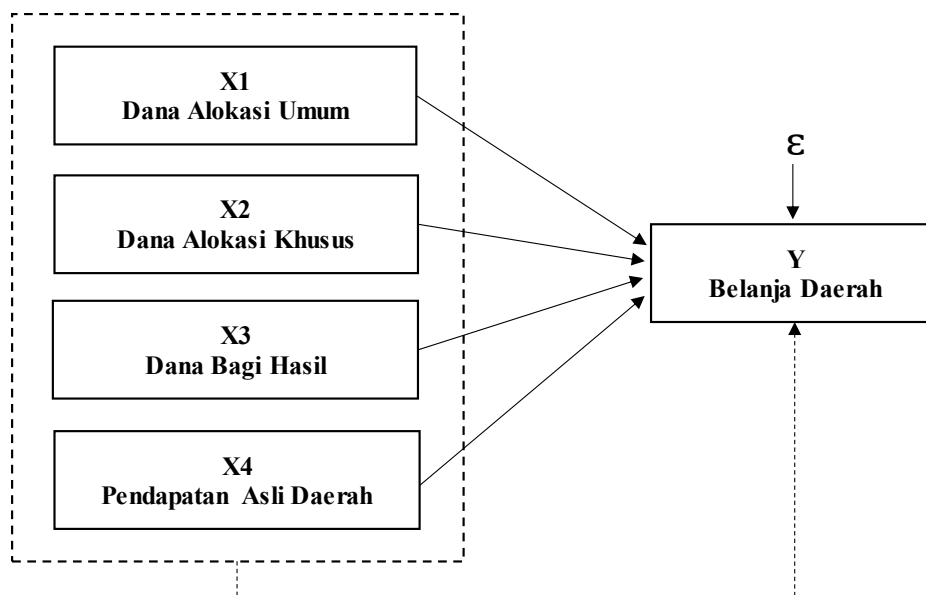 X1
Dana Alokasi Umum
X2
Dana Alokasi Khusus
X3
Dana Bagi Hasil
X4
Pendapatan Asli Daerah
ε
Y
Belanja Daerah